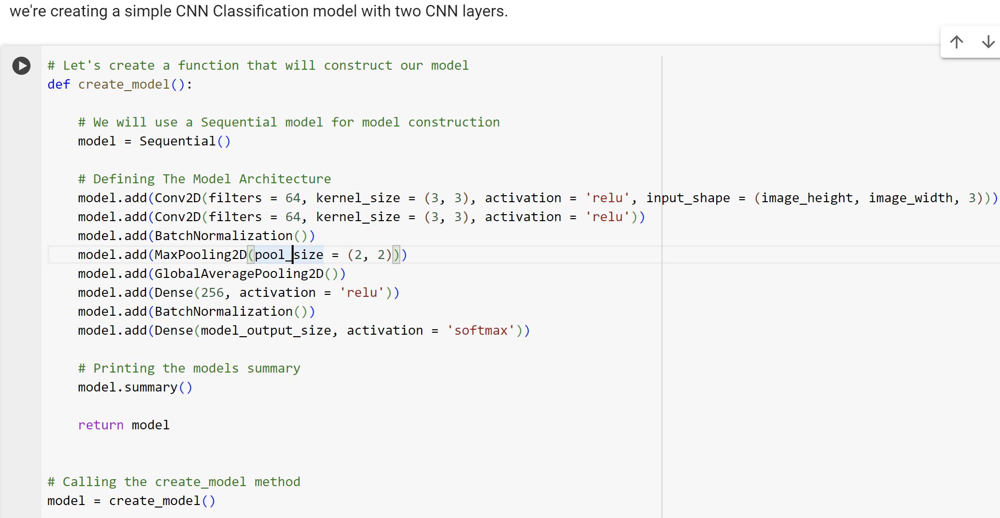 we're creating a simple CNN Classification model with two CNN layers.
# Let's create a function that will construct our model
def create_model():
    # We will use a Sequential model for model construction
    model = Sequential()
    # Defining The Model Architecture
    model.add(Conv2D(filters = 64, kernel_size = (3, 3), activation = 'relu', input_shape = (image_height, image_width, 3)))
    model.add(Conv2D(filters = 64, kernel_size = (3, 3), activation = 'relu'))
    model.add(BatchNormalization())
    model.add(MaxPooling2D(pool_size = (2, 2)))
    model.add(GlobalAveragePooling2D())
    model.add(Dense(256, activation = 'relu'))
    model.add(BatchNormalization())
    model.add(Dense(model_output_size, activation = 'softmax'))
    # Printing the models summary
    model.summary()
    return model
# Calling the create_model method
model = create_model()